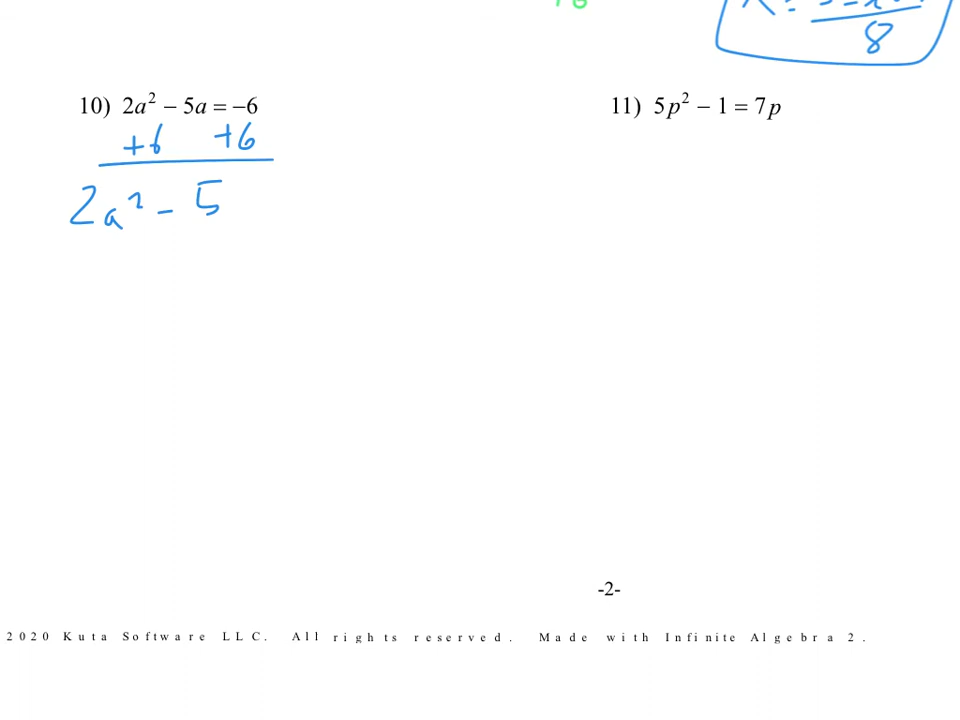 8
10) 2a² – 5a = –6
+6 +6
2a² - 5
11) 5p² – 1 = 7p
-2-
2020 Kuta Software LLC. All rights reserved. Made with Infinite Algebra 2.